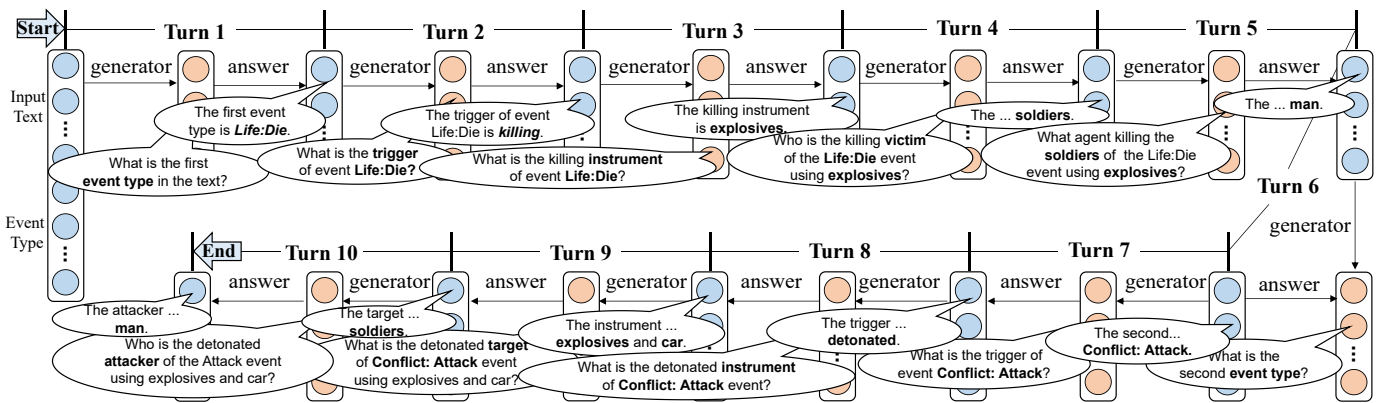 Start
Turn 1
Turn 2
Turn 3
Turn 4
Turn 5
generator
answer
generator
answer
generator
answer
generator
answer
generator
answer
Input
Text
The first event
type is Life:Die.
What is the first
event type in the text?
The trigger of event
Life:Die is killing.
What is the trigger
of event Life:Die?
The killing instrument
is explosives.
What is the killing instrument
of event Life:Die?
The ... soldiers.
Who is the killing victim
of the Life:Die event
using explosives?
The ... man.
What agent killing the
soldiers of the Life:Die
event using explosives?
Turn 6
generator
Event
Type
End
Turn 10
Turn 9
Turn 8
Turn 7
answer
generator
answer
generator
answer
generator
answer
generator
answer
The attacker ...
man.
Who is the detonated
attacker of the Attack event
using explosives and car?
The target ...
soldiers.
What is the detonated target
of Conflict: Attack event
using explosives and car?
The instrument ...
explosives and car.
What is the detonated instrument
of Conflict: Attack event?
The trigger ...
detonated.
What is the trigger of
event Conflict: Attack?
The second...
Conflict: Attack.
What is the
second event type?